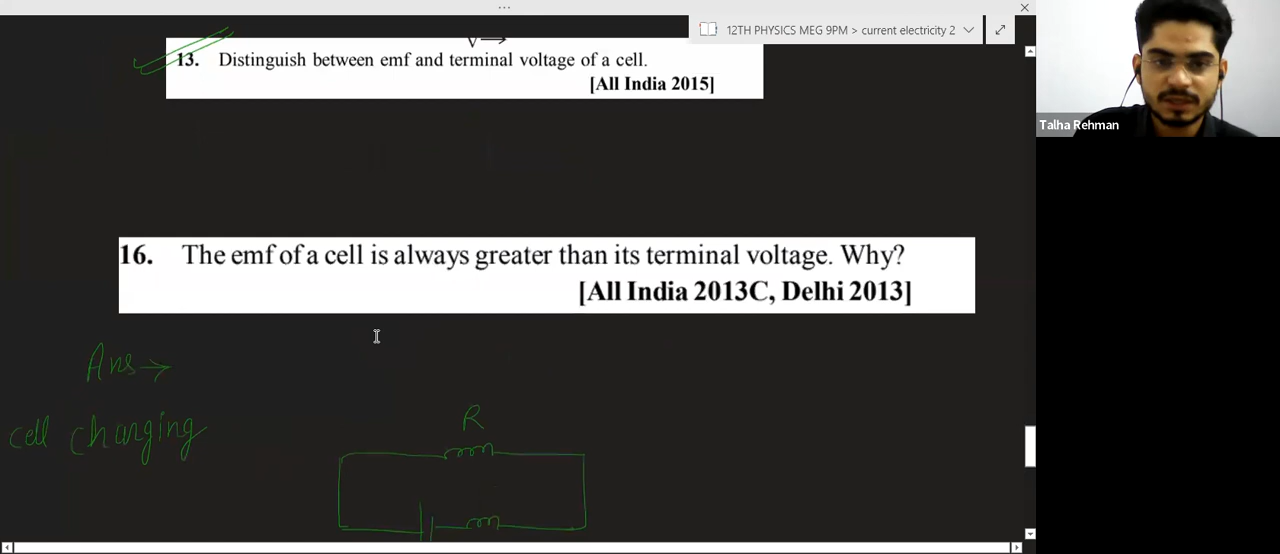 12TH PHYSICS MEG 9PM > current electricity 2
V
13. Distinguish between emf and terminal voltage of a cell.
[All India 2015]
Talha Rehman
16. The emf of a cell is always greater than its terminal voltage. Why?
[All India 2013C, Delhi 2013]
Ans →
cell charging
R